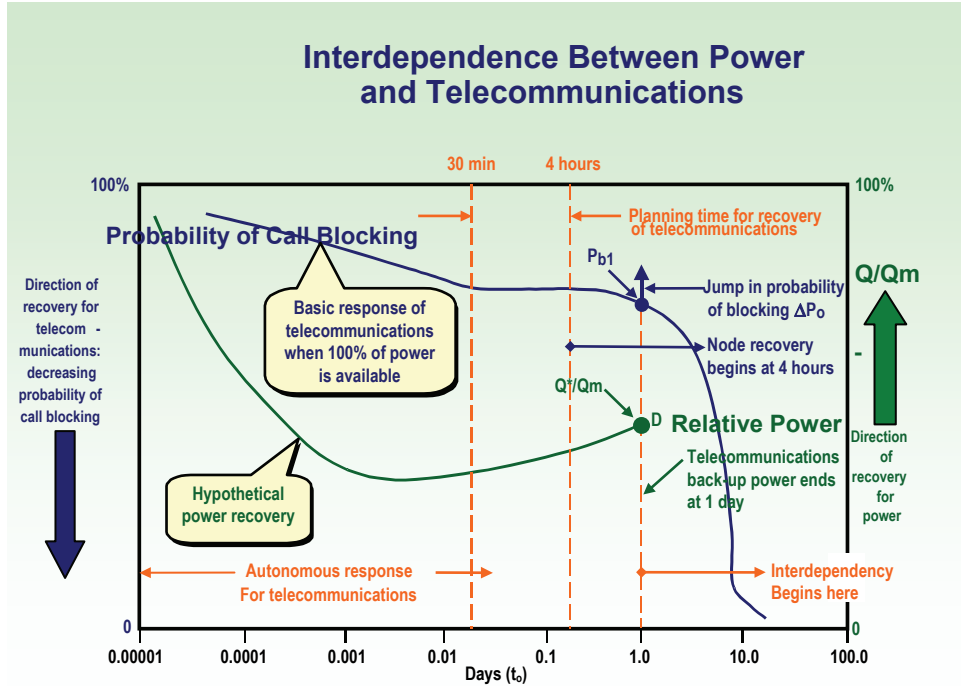 Interdependence Between Power
and Telecommunications
30 min
4 hours
100%
100%
Planning time for recovery
of telecommunications
Probability of Call Blocking
Pb1
Q/Qm
Direction of
recovery for
telecom -
munications:
decreasing
probability of
call blocking
Basic response of
telecommunications
when 100% of power
is available
Jump in probability
of blocking ΔPo
Node recovery
begins at 4 hours
-
Q*/Qm
D
Relative Power
Direction
of
recovery
for
power
Telecommunications
back-up power ends
at 1 day
Hypothetical
power recovery
Autonomous response
For telecommunications
Interdependency
Begins here
0
0
0.00001
0.0001
0.001
0.01
0.1
1.0
10.0
100.0
Days (to)